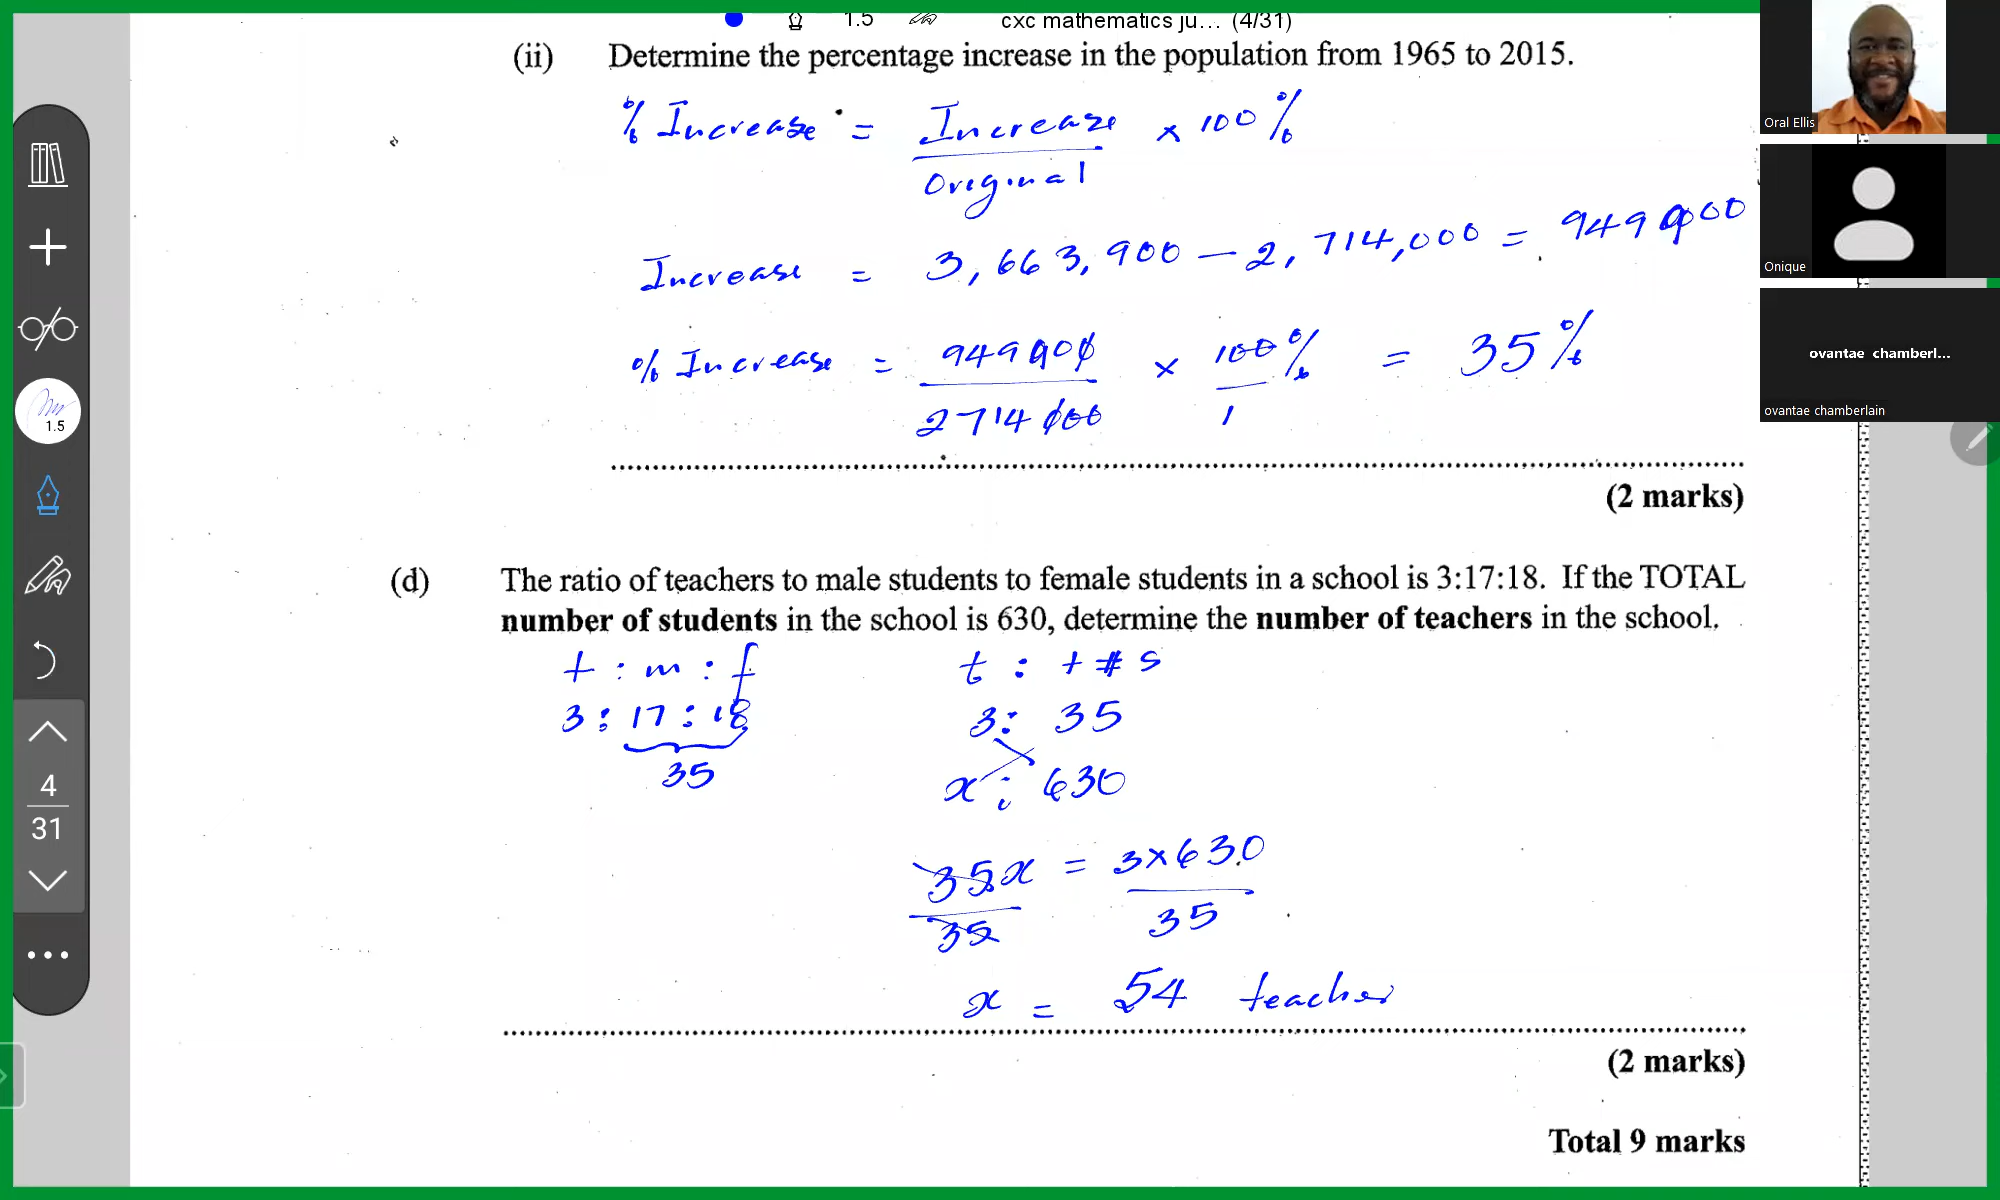 1.5 cxc mathematics ju... (4/31)
(ii) Determine the percentage increase in the population from 1965 to 2015.
% Increase = Increase × 100%
Original
Increase = 3,663,900 - 2,714,000 = 949900
% Increase = 949900 × 100% = 35%
2714000 1
(2 marks)
(d) The ratio of teachers to male students to female students in a school is 3:17:18. If the TOTAL
number of students in the school is 630, determine the number of teachers in the school.
t : m : f t : t # s
3 : 17 : 18 3 : 35
35 x : 630
35x = 3×630
35 35
x = 54 teacher
(2 marks)
Total 9 marks
1.5
4
31
Oral Ellis
Onique
ovantae chamberl...
ovantae chamberlain